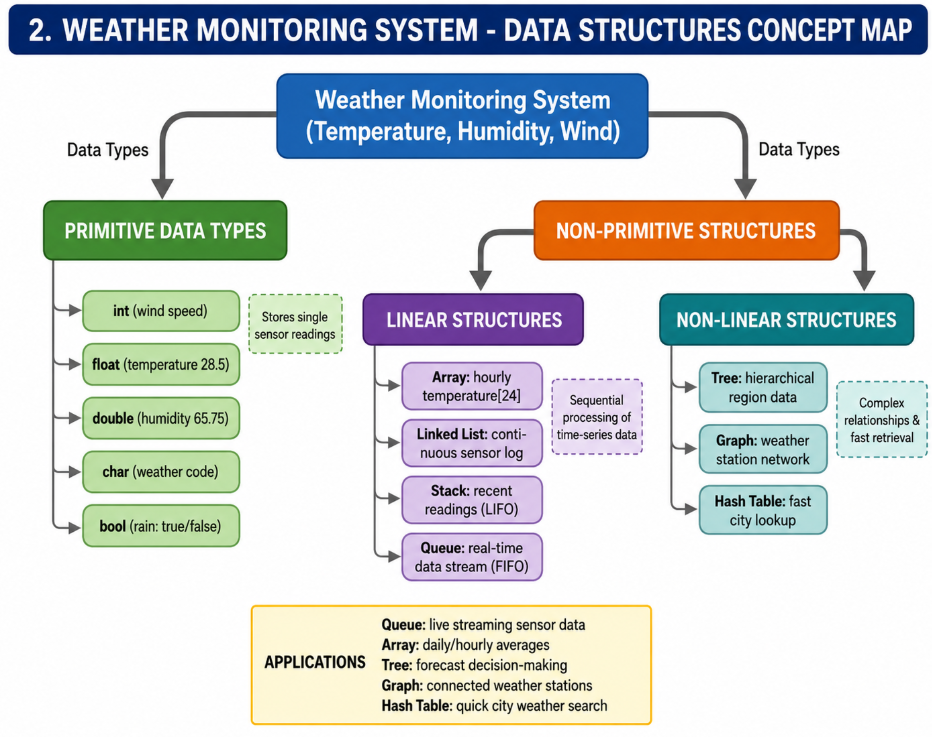 2. WEATHER MONITORING SYSTEM - DATA STRUCTURES CONCEPT MAP
Weather Monitoring System
(Temperature, Humidity, Wind)
Data Types
Data Types
PRIMITIVE DATA TYPES
NON-PRIMITIVE STRUCTURES
int (wind speed)
float (temperature 28.5)
double (humidity 65.75)
char (weather code)
bool (rain: true/false)
Stores single
sensor readings
LINEAR STRUCTURES
Array: hourly
temperature[24]
Linked List: conti-
nuous sensor log
Stack: recent
readings (LIFO)
Queue: real-time
data stream (FIFO)
Sequential
processing of
time-series data
NON-LINEAR STRUCTURES
Tree: hierarchical
region data
Graph: weather
station network
Hash Table: fast
city lookup
Complex
relationships &
fast retrieval
APPLICATIONS
Queue: live streaming sensor data
Array: daily/hourly averages
Tree: forecast decision-making
Graph: connected weather stations
Hash Table: quick city weather search